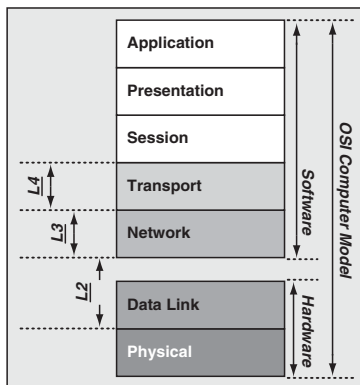 Application
Presentation
Session
Transport
Network
Data Link
Physical
L4
L3
L2
Software
Hardware
OSI Computer Model